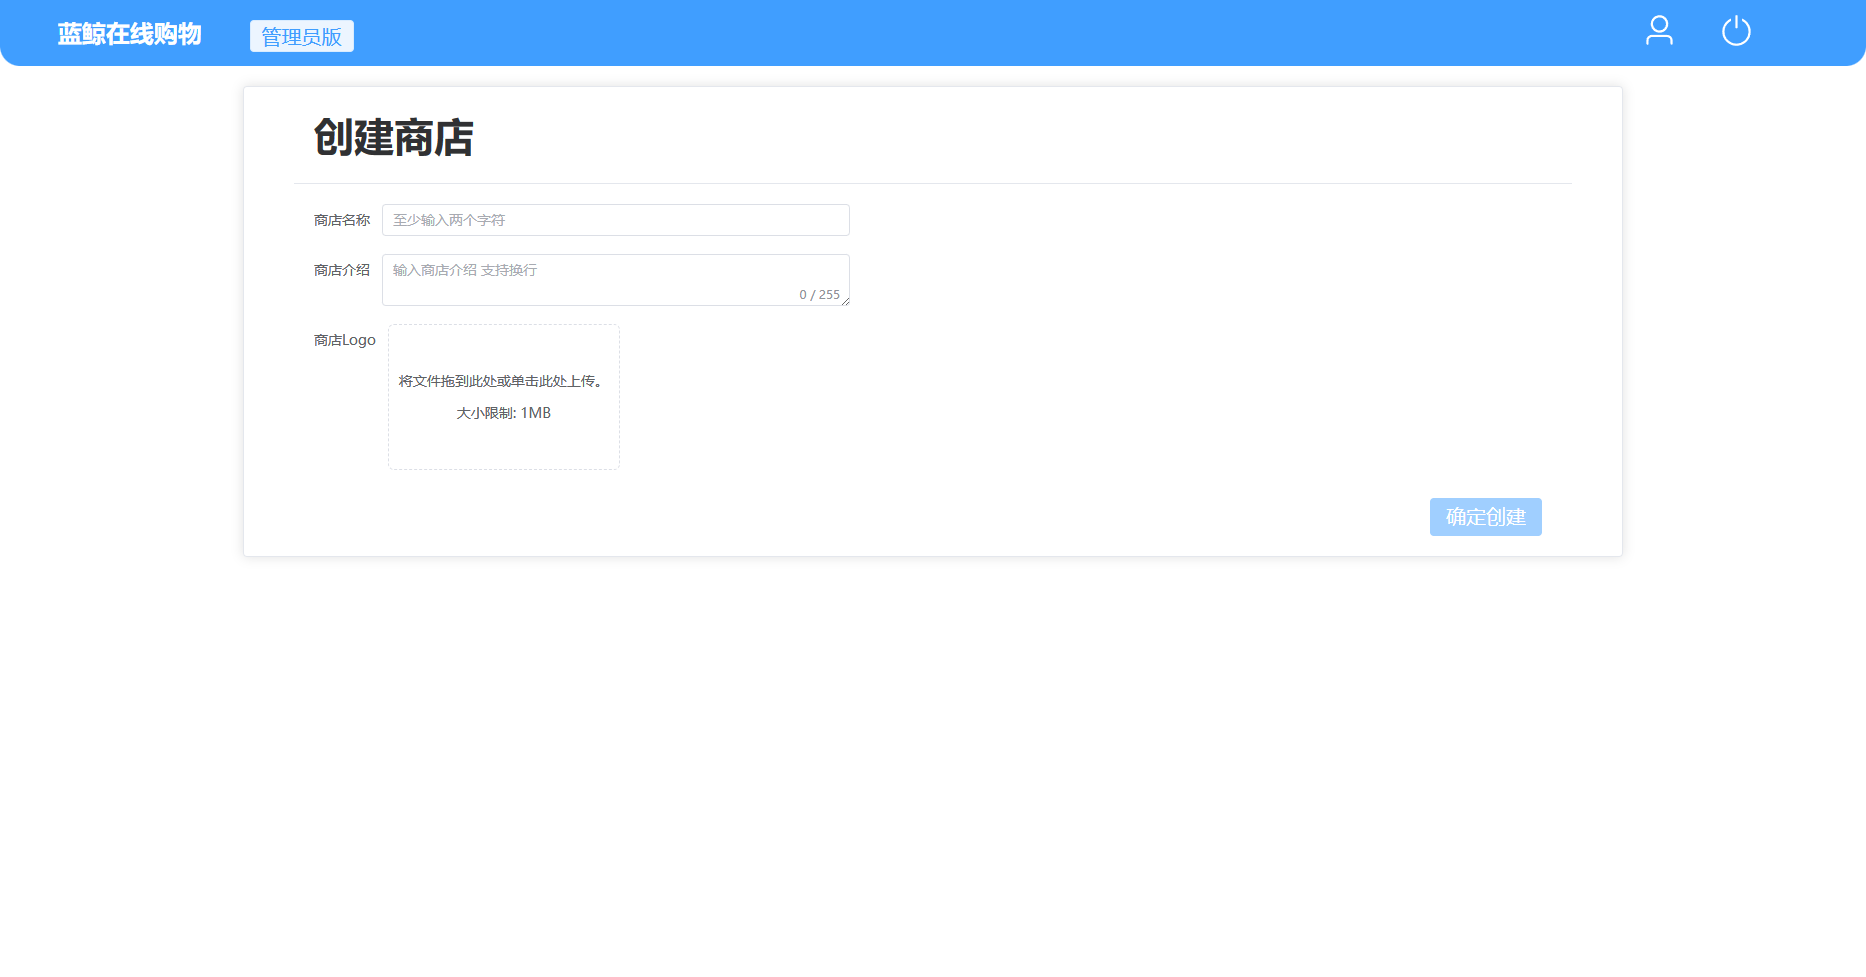 蓝鲸在线购物 管理员版
创建商店
商店名称 至少输入两个字符
商店介绍 输入商店介绍 支持换行
0 / 255
商店Logo
将文件拖到此处或单击此处上传。
大小限制: 1MB
确定创建